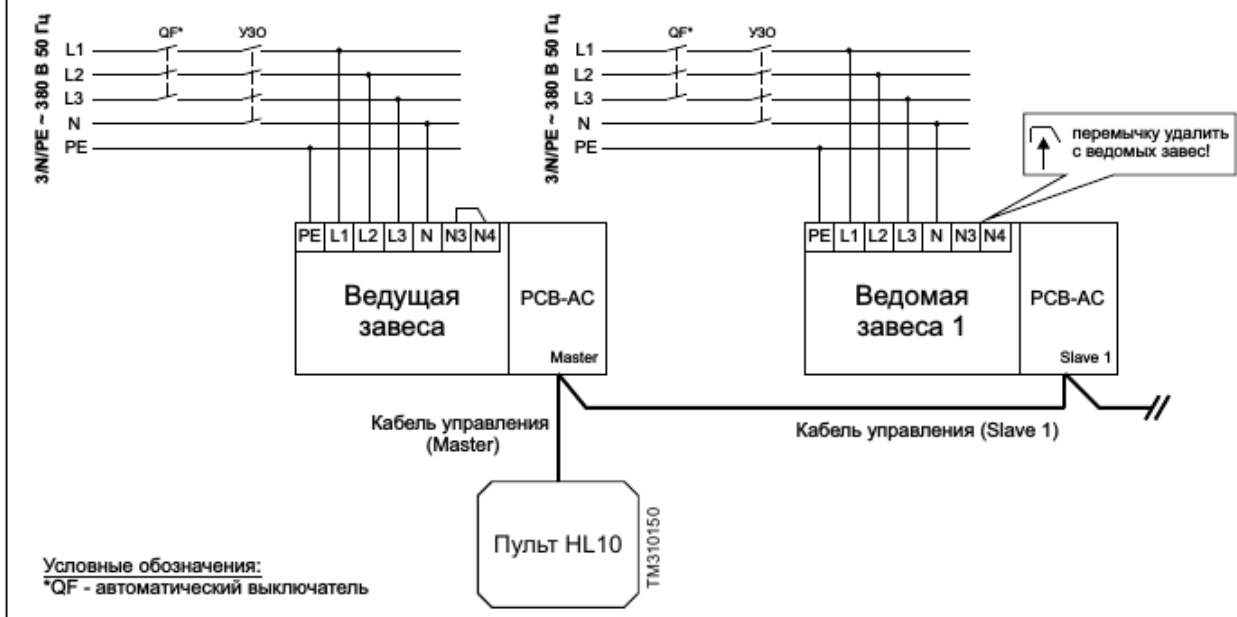 3/N/PE ~ 380 В 50 Гц
QF* УЗО
L1
L2
L3
N
PE
3/N/PE ~ 380 В 50 Гц
QF* УЗО
L1
L2
L3
N
PE
перемычку удалить
с ведомых завес!
PE L1 L2 L3 N N3 N4
Ведущая
завеса
PCB-AC
Master
PE L1 L2 L3 N N3 N4
Ведомая
завеса 1
PCB-AC
Slave 1
Кабель управления
(Master)
Кабель управления (Slave 1)
Пульт HL10
TM310150
Условные обозначения:
*QF - автоматический выключатель